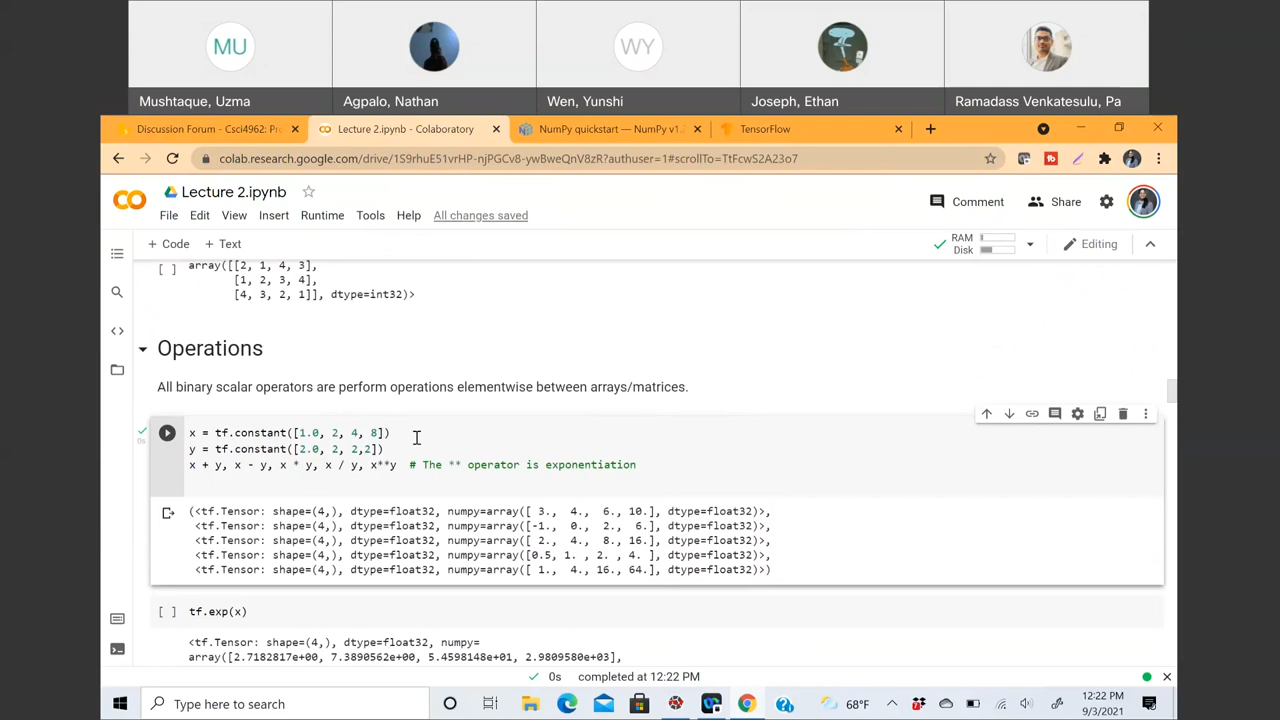 MU
WY
Mushtaque, Uzma
Agpalo, Nathan
Wen, Yunshi
Joseph, Ethan
Ramadass Venkatesulu, Pa
Discussion Forum - Csci4962: Pr
Lecture 2.ipynb - Colaboratory
NumPy quickstart — NumPy v1.
TensorFlow
colab.research.google.com/drive/1S9rhuE51vrHP-njPGCv8-ywBweQnV8zR?authuser=1#scrollTo=TtFcwS2A23o7
CO
Lecture 2.ipynb
File Edit View Insert Runtime Tools Help All changes saved
Comment
Share
+ Code + Text
RAM
Disk
Editing
[ ] array([[2, 1, 4, 3],
[1, 2, 3, 4],
[4, 3, 2, 1]], dtype=int32)>
Operations
All binary scalar operators are perform operations elementwise between arrays/matrices.
0s
x = tf.constant([1.0, 2, 4, 8])
y = tf.constant([2.0, 2, 2,2])
x + y, x - y, x * y, x / y, x**y # The ** operator is exponentiation
(<tf.Tensor: shape=(4,), dtype=float32, numpy=array([ 3., 4., 6., 10.], dtype=float32)>,
<tf.Tensor: shape=(4,), dtype=float32, numpy=array([-1., 0., 2., 6.], dtype=float32)>,
<tf.Tensor: shape=(4,), dtype=float32, numpy=array([ 2., 4., 8., 16.], dtype=float32)>,
<tf.Tensor: shape=(4,), dtype=float32, numpy=array([0.5, 1. , 2. , 4. ], dtype=float32)>,
<tf.Tensor: shape=(4,), dtype=float32, numpy=array([ 1., 4., 16., 64.], dtype=float32)>)
[ ] tf.exp(x)
<tf.Tensor: shape=(4,), dtype=float32, numpy=
array([2.7182817e+00, 7.3890562e+00, 5.4598148e+01, 2.9809580e+03],
0s completed at 12:22 PM
Type here to search
68°F
12:22 PM
9/3/2021